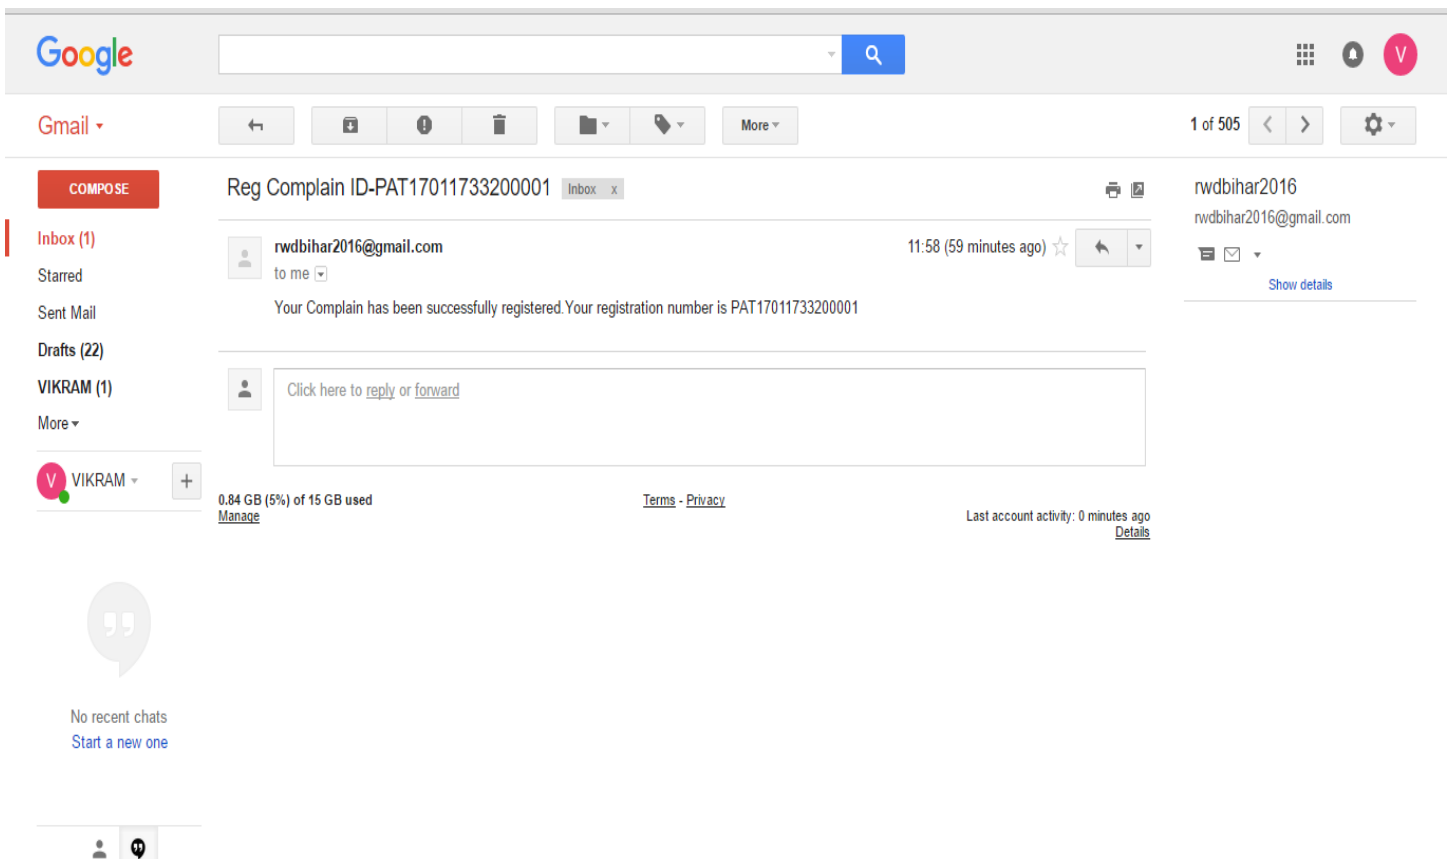 Google
V
Gmail
More
1 of 505
COMPOSE
Reg Complain ID-PAT17011733200001 Inbox x
rwdbihar2016
rwdbihar2016@gmail.com
Inbox (1)
rwdbihar2016@gmail.com
11:58 (59 minutes ago)
to me
Starred
Show details
Your Complain has been successfully registered.Your registration number is PAT17011733200001
Sent Mail
Drafts (22)
VIKRAM (1)
Click here to reply or forward
More
V VIKRAM +
0.84 GB (5%) of 15 GB used
Manage
Terms - Privacy
Last account activity: 0 minutes ago
Details
No recent chats
Start a new one